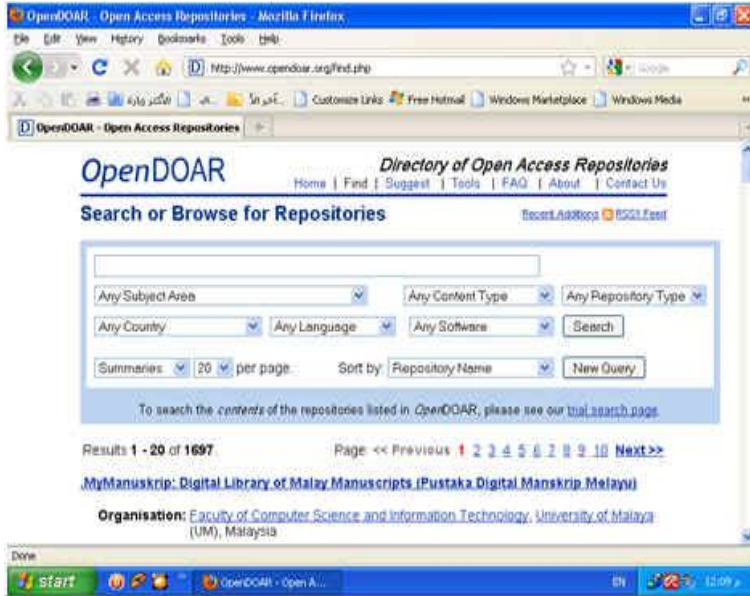 OpenDOAR - Open Access Repositories - Mozilla Firefox
File Edit View History Bookmarks Tools Help
http://www.opendoar.org/find.php
Google
Customize Links Free Hotmail Windows Marketplace Windows Media
OpenDOAR - Open Access Repositories
OpenDOAR
Directory of Open Access Repositories
Home | Find | Suggest | Tools | FAQ | About | Contact Us
Search or Browse for Repositories
Recent Additions RSS1 Feed
Any Subject Area Any Content Type Any Repository Type
Any Country Any Language Any Software Search
Summaries 20 per page. Sort by: Repository Name New Query
To search the contents of the repositories listed in OpenDOAR, please see our trial search page.
Results 1 - 20 of 1697. Page: << Previous 1 2 3 4 5 6 7 8 9 10 Next >>
.MyManuskrip: Digital Library of Malay Manuscripts (Pustaka Digital Manskrip Melayu)
Organisation: Faculty of Computer Science and Information Technology, University of Malaya
(UM), Malaysia
Done
start OpenDOAR - Open A... EN 12:09